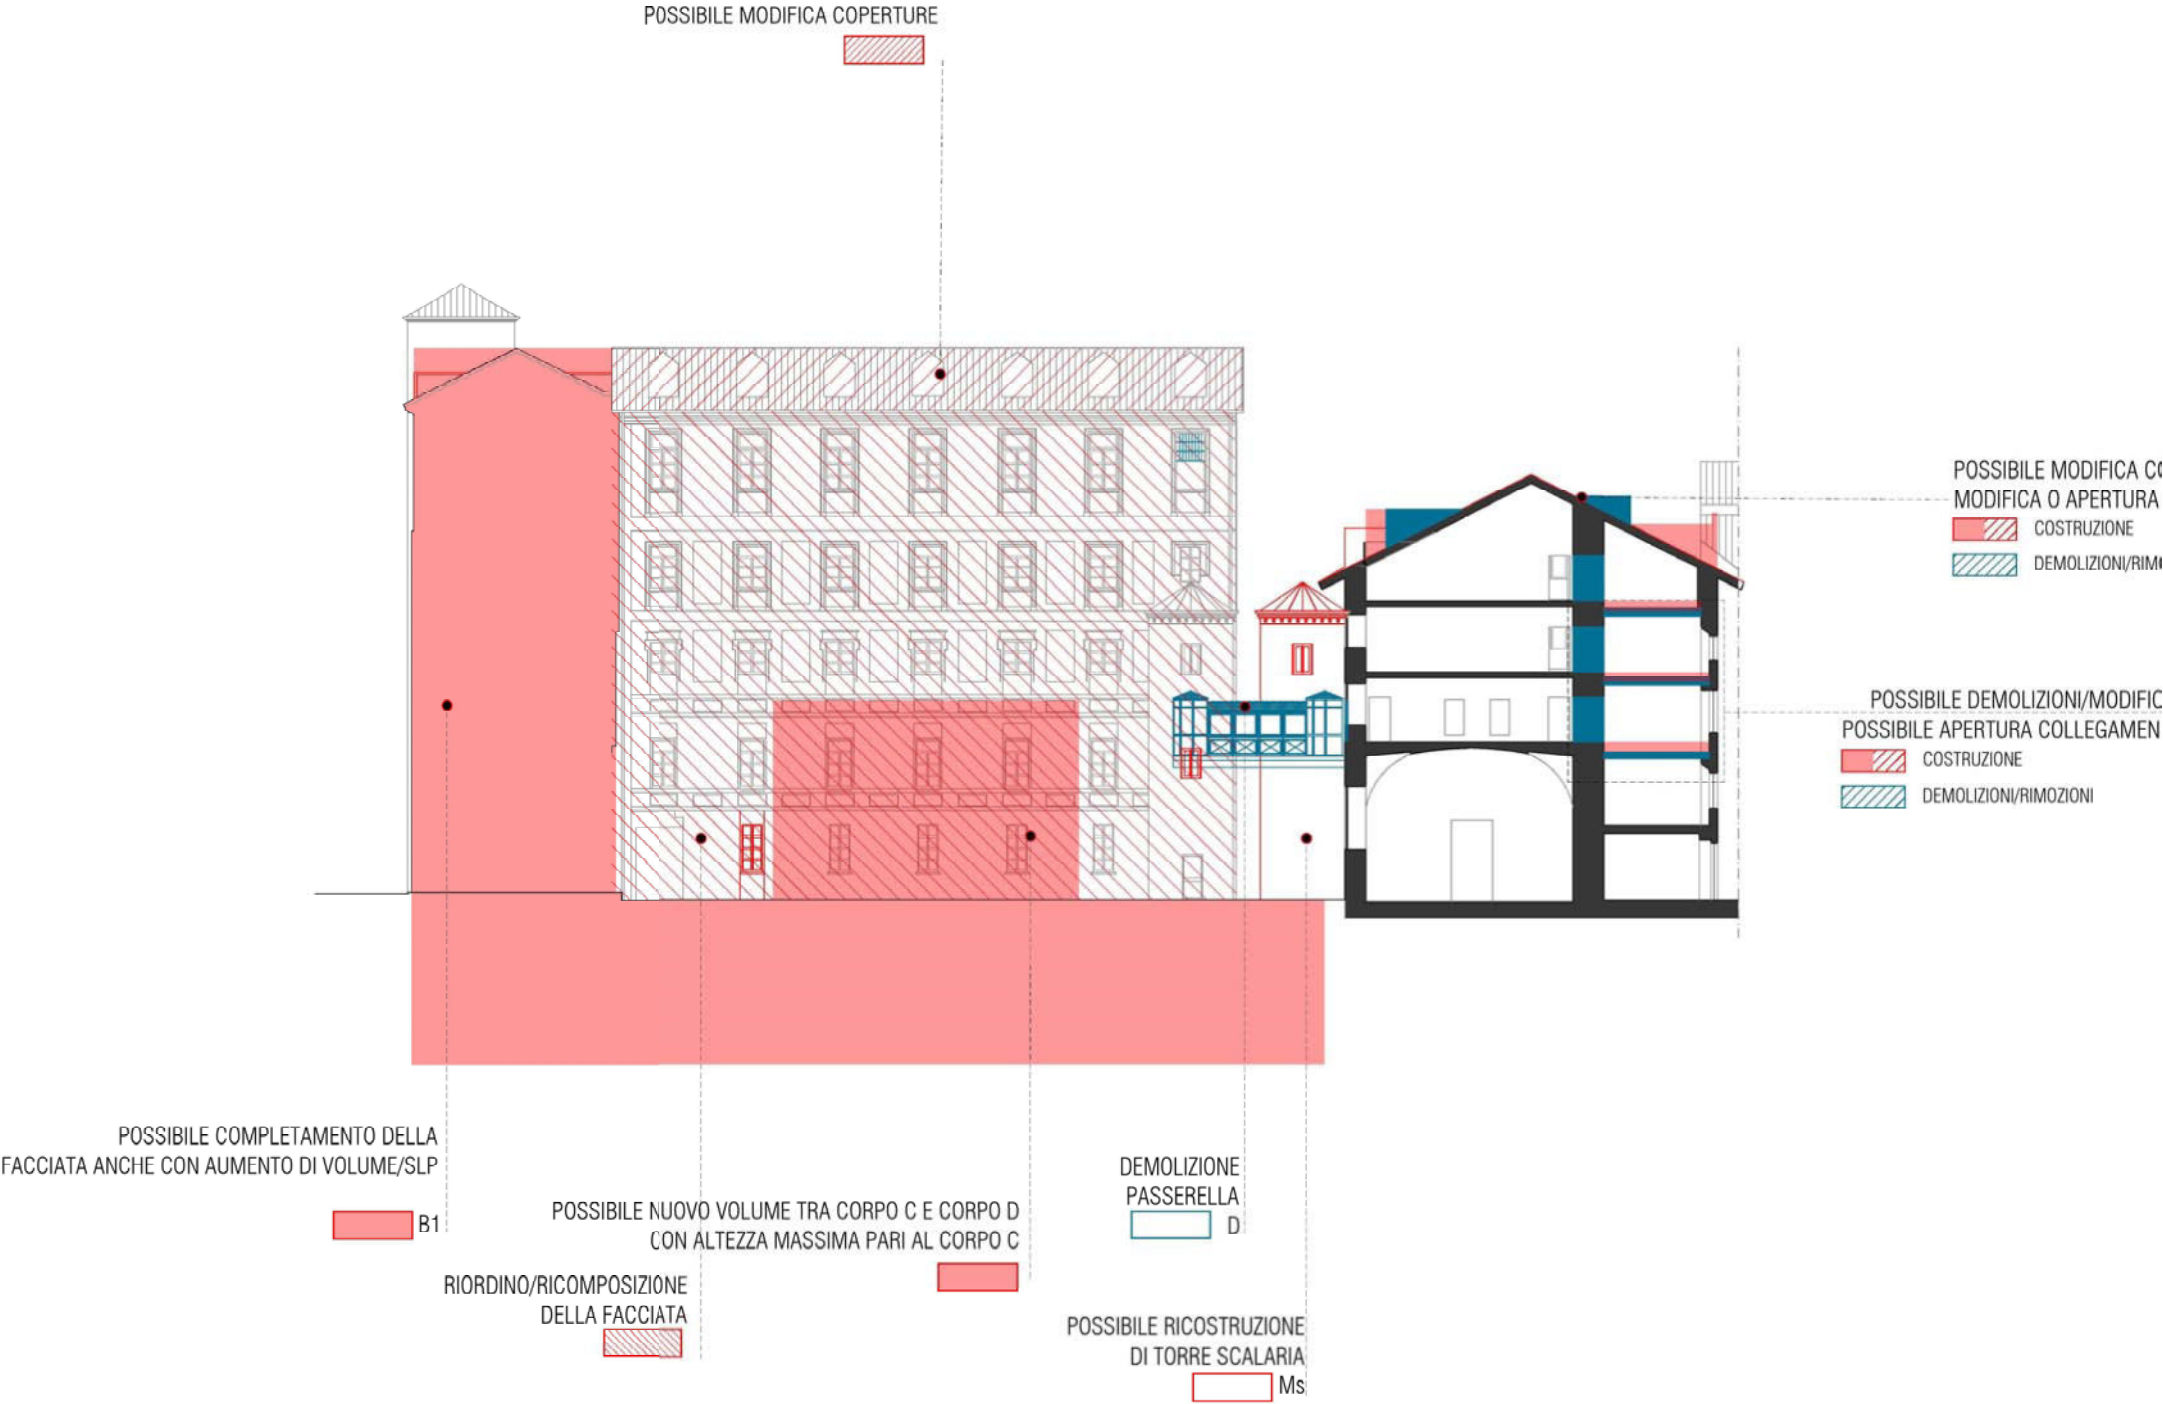 POSSIBILE MODIFICA COPERTURE
POSSIBILE MODIFICA
MODIFICA O APERTURA
COSTRUZIONE
DEMOLIZIONI/RIM
POSSIBILE DEMOLIZIONI/MODIFIC
POSSIBILE APERTURA COLLEGAMEN
COSTRUZIONE
DEMOLIZIONI/RIMOZIONI
POSSIBILE COMPLETAMENTO DELLA
FACCIATA ANCHE CON AUMENTO DI VOLUME/SLP
B1
POSSIBILE NUOVO VOLUME TRA CORPO C E CORPO D
CON ALTEZZA MASSIMA PARI AL CORPO C
RIORDINO/RICOMPOSIZIONE
DELLA FACCIATA
DEMOLIZIONE
PASSERELLA
D
POSSIBILE RICOSTRUZIONE
DI TORRE SCALARIA
Ms